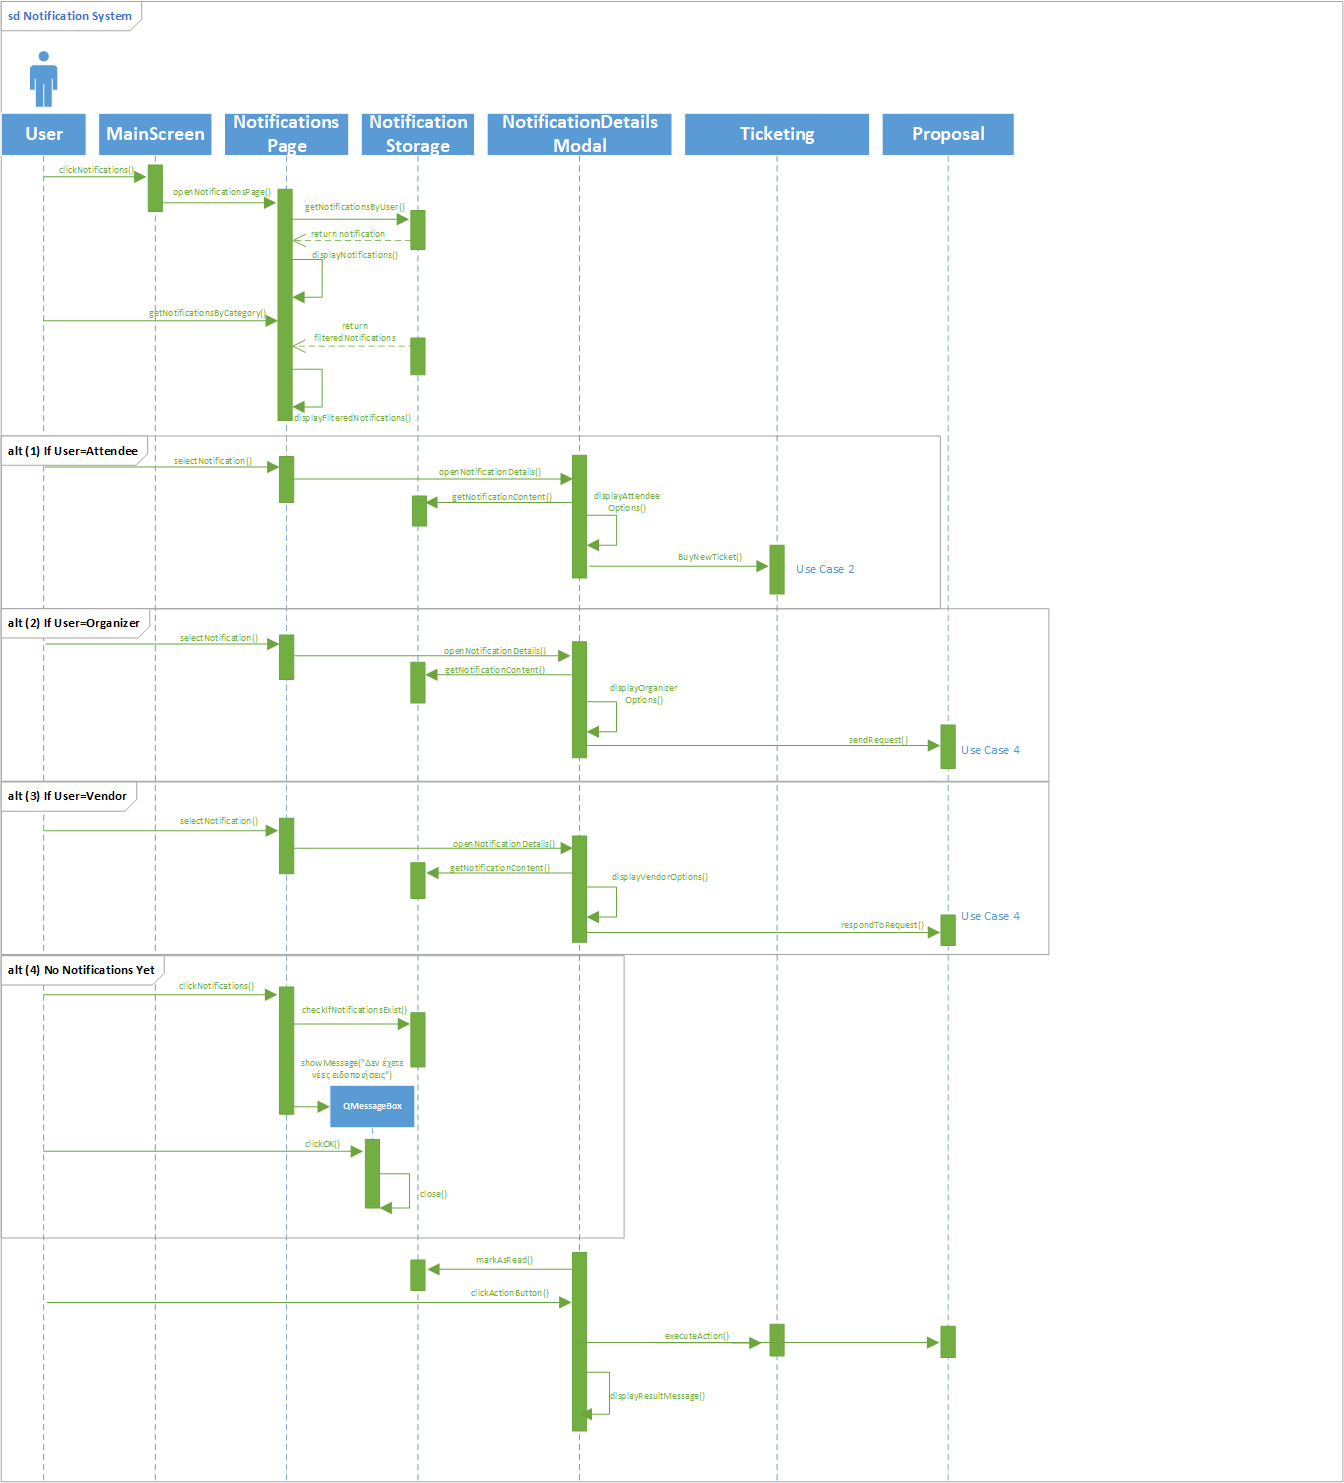 sd Notification System
User
MainScreen
Notifications
Page
Notification
Storage
NotificationDetails
Modal
Ticketing
Proposal
clickNotifications()
openNotificationsPage()
getNotificationsByUser()
return notification
displayNotifications()
getNotificationsByCategory()
return
filteredNotifications
displayFilteredNotifications()
alt (1) If User=Attendee
selectNotification()
openNotificationDetails()
getNotificationContent()
displayAttendee
Options()
BuyNewTicket()
Use Case 2
alt (2) If User=Organizer
selectNotification()
openNotificationDetails()
getNotificationContent()
displayOrganizer
Options()
sendRequest()
Use Case 4
alt (3) If User=Vendor
selectNotification()
openNotificationDetails()
getNotificationContent()
displayVendorOptions()
respondToRequest()
Use Case 4
alt (4) No Notifications Yet
clickNotifications()
checkIfNotificationsExist()
showMessage("Δεν έχετε
νέες ειδοποιήσεις")
QMessageBox
clickOK()
close()
markAsRead()
clickActionButton()
executeAction()
displayResultMessage()